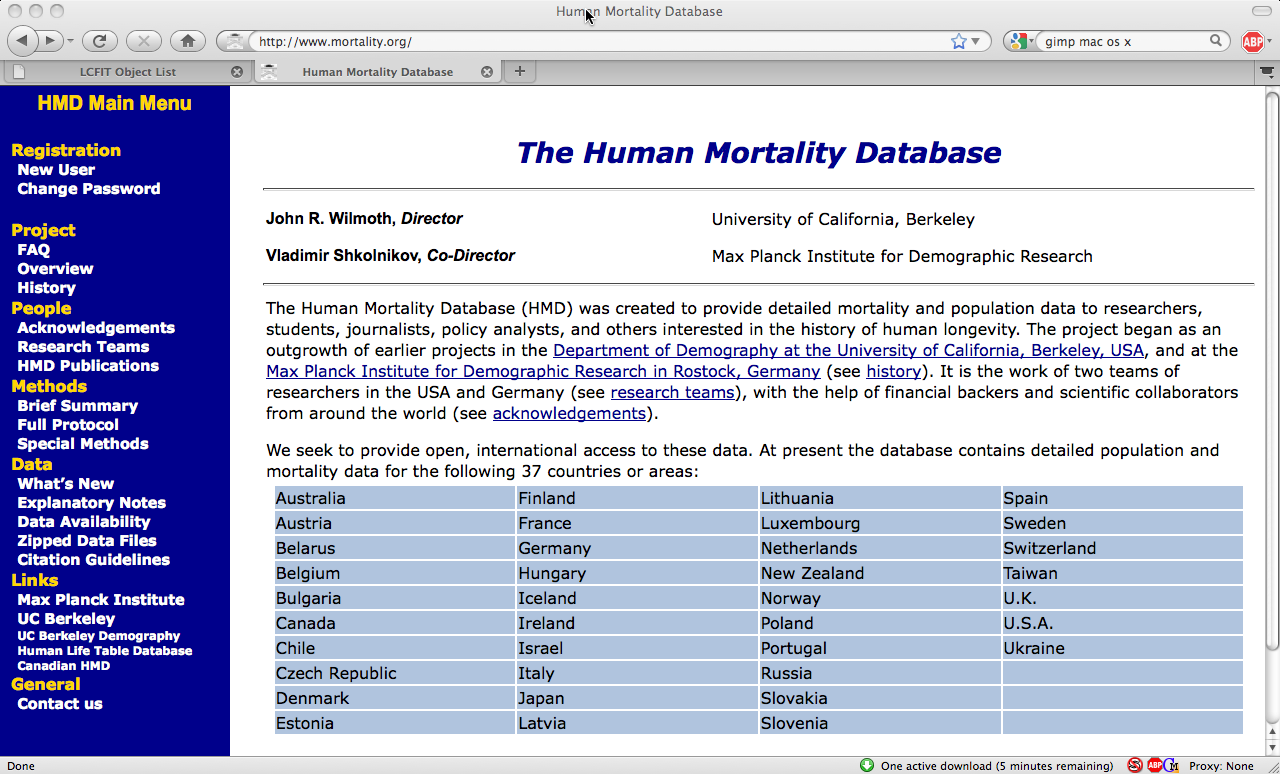 Human Mortality Database
http://www.mortality.org/
gimp mac os x
ABP
LCFIT Object List
Human Mortality Database
HMD Main Menu
Registration
New User
Change Password
Project
FAQ
Overview
History
People
Acknowledgements
Research Teams
HMD Publications
Methods
Brief Summary
Full Protocol
Special Methods
Data
What's New
Explanatory Notes
Data Availability
Zipped Data Files
Citation Guidelines
Links
Max Planck Institute
UC Berkeley
UC Berkeley Demography
Human Life Table Database
Canadian HMD
General
Contact us
The Human Mortality Database
John R. Wilmoth, Director University of California, Berkeley
Vladimir Shkolnikov, Co-Director Max Planck Institute for Demographic Research
The Human Mortality Database (HMD) was created to provide detailed mortality and population data to researchers,
students, journalists, policy analysts, and others interested in the history of human longevity. The project began as an
outgrowth of earlier projects in the Department of Demography at the University of California, Berkeley, USA, and at the
Max Planck Institute for Demographic Research in Rostock, Germany (see history). It is the work of two teams of
researchers in the USA and Germany (see research teams), with the help of financial backers and scientific collaborators
from around the world (see acknowledgements).
We seek to provide open, international access to these data. At present the database contains detailed population and
mortality data for the following 37 countries or areas:
Australia Finland Lithuania Spain
Austria France Luxembourg Sweden
Belarus Germany Netherlands Switzerland
Belgium Hungary New Zealand Taiwan
Bulgaria Iceland Norway U.K.
Canada Ireland Poland U.S.A.
Chile Israel Portugal Ukraine
Czech Republic Italy Russia
Denmark Japan Slovakia
Estonia Latvia Slovenia
Done One active download (5 minutes remaining) ABP Proxy: None